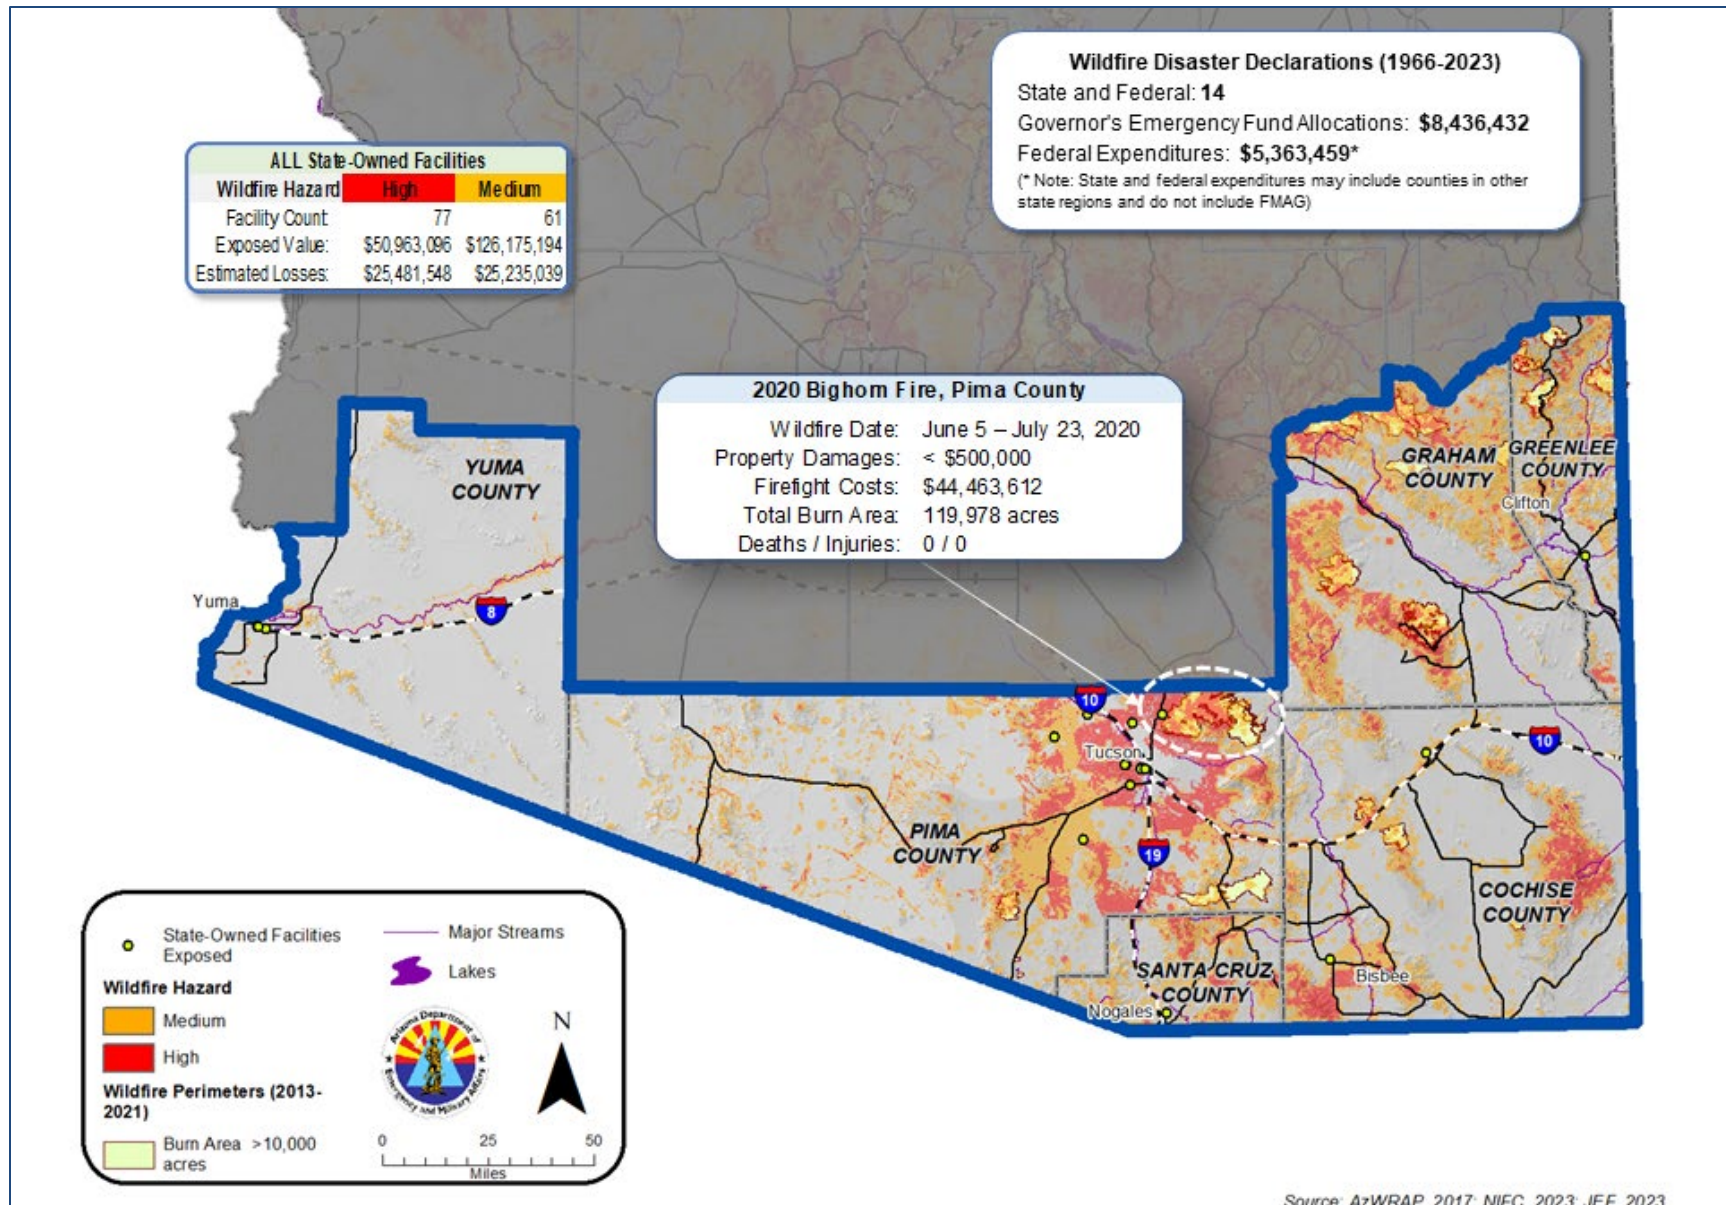 Wildfire Disaster Declarations (1966-2023)
State and Federal: 14
Governor's Emergency Fund Allocations: $8,436,432
Federal Expenditures: $5,363,459*
(* Note: State and federal expenditures may include counties in other
state regions and do not include FMAG)
ALL State-Owned Facilities
Wildfire Hazard High Medium
Facility Count: 77 61
Exposed Value: $50,963,096 $126,175,194
Estimated Losses: $25,481,548 $25,235,039
2020 Bighorn Fire, Pima County
Wildfire Date: June 5 – July 23, 2020
Property Damages: < $500,000
Firefight Costs: $44,463,612
Total Burn Area: 119,978 acres
Deaths / Injuries: 0 / 0
YUMA
COUNTY
GRAHAM
COUNTY
GREENLEE
COUNTY
Clifton
Yuma
8
10
Tucson
10
PIMA
COUNTY
19
COCHISE
COUNTY
SANTA CRUZ
COUNTY
Bisbee
Nogales
State-Owned Facilities
Exposed
Wildfire Hazard
Medium
High
Wildfire Perimeters (2013-
2021)
Burn Area >10,000
acres
Major Streams
Lakes
Arizona Department of
Emergency and Military Affairs
N
0 25 50
Miles
Source: AzWRAP, 2017; NIFC, 2023; JEF, 2023